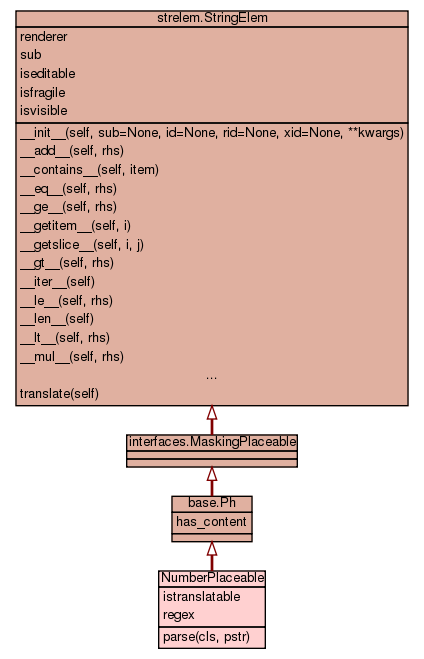 strelem.StringElem
renderer
sub
iseditable
isfragile
isvisible
__init__(self, sub=None, id=None, rid=None, xid=None, **kwargs)
__add__(self, rhs)
__contains__(self, item)
__eq__(self, rhs)
__ge__(self, rhs)
__getitem__(self, i)
__getslice__(self, i, j)
__gt__(self, rhs)
__iter__(self)
__le__(self, rhs)
__len__(self)
__lt__(self, rhs)
__mul__(self, rhs)
...
translate(self)
interfaces.MaskingPlaceable
base.Ph
has_content
NumberPlaceable
istranslatable
regex
parse(cls, pstr)